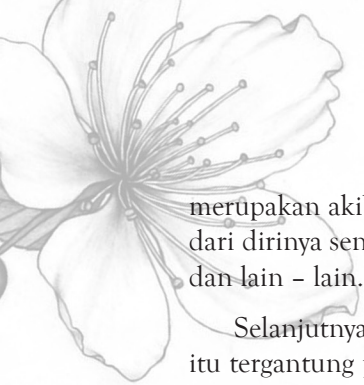 merupakan aki
dari dirinya sen
dan lain – lain.
Selanjutnya
itu tergantung